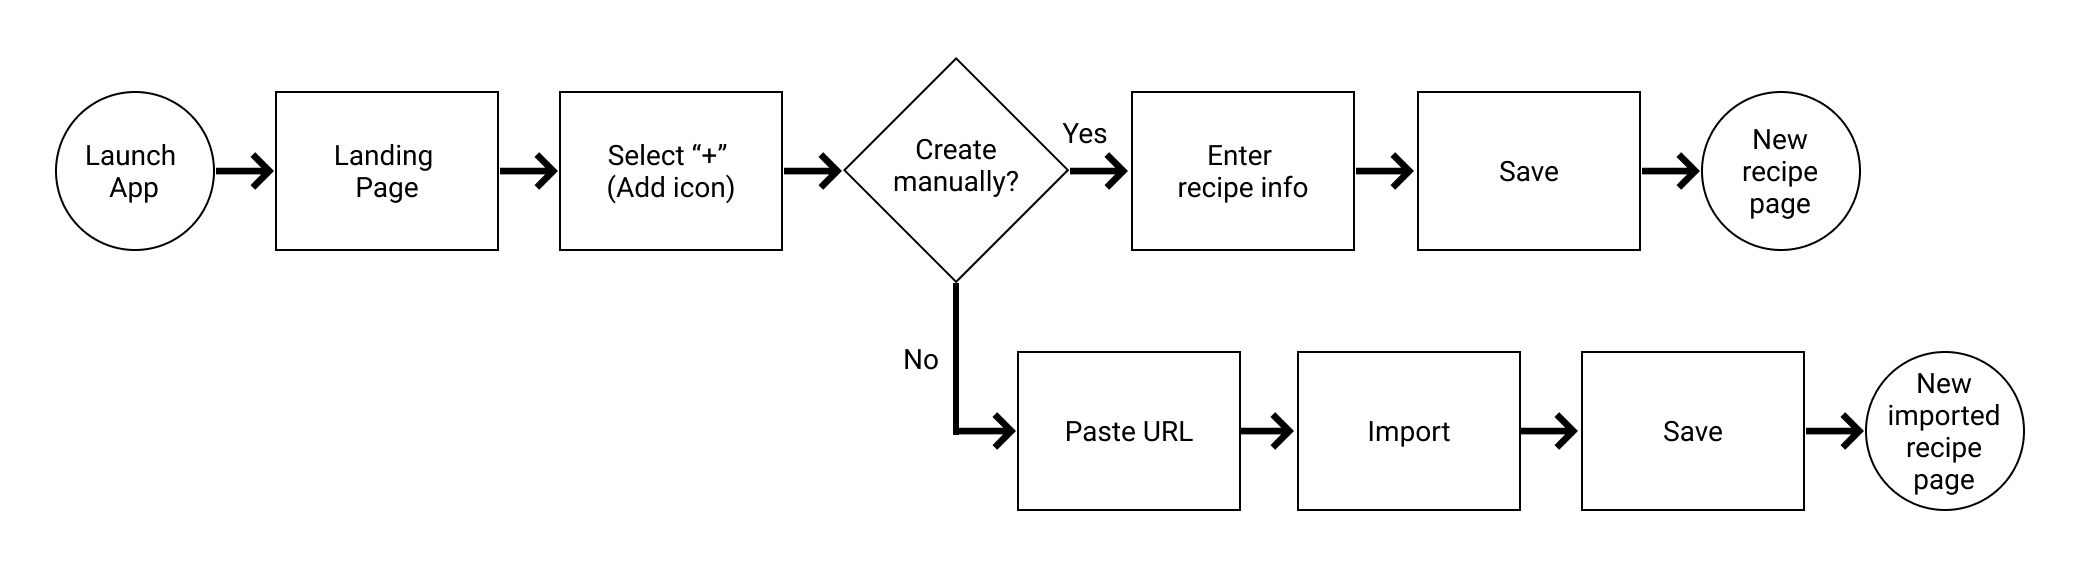 Launch
App
Landing
Page
Select “+”
(Add icon)
Create
manually?
Yes
Enter
recipe info
Save
New
recipe
page
No
Paste URL
Import
Save
New
imported
recipe
page